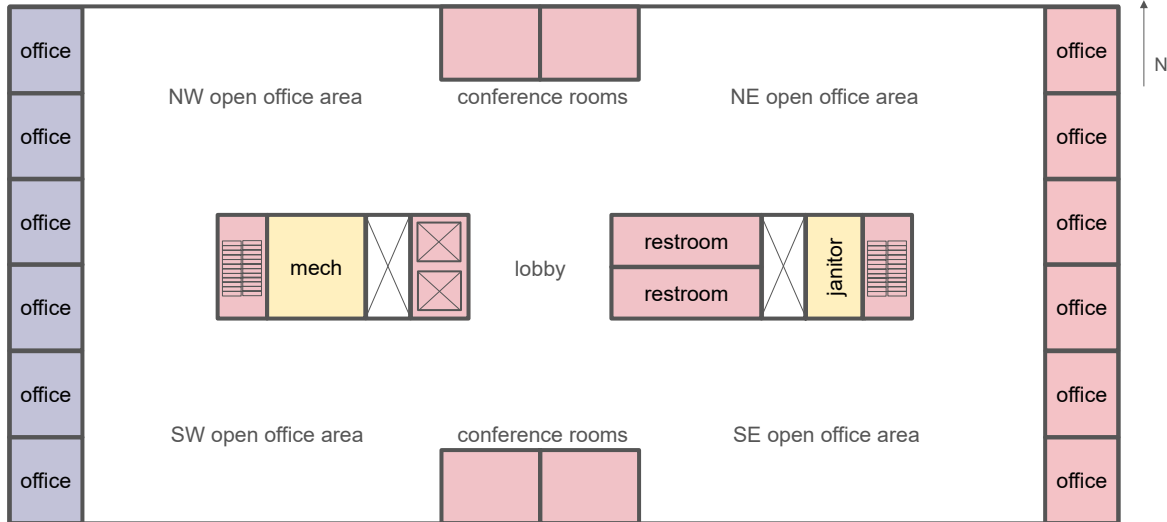 office
office
N
NW open office area
conference rooms
NE open office area
office
office
office
office
restroom
mech
lobby
janitor
restroom
office
office
office
office
SW open office area
conference rooms
SE open office area
office
office